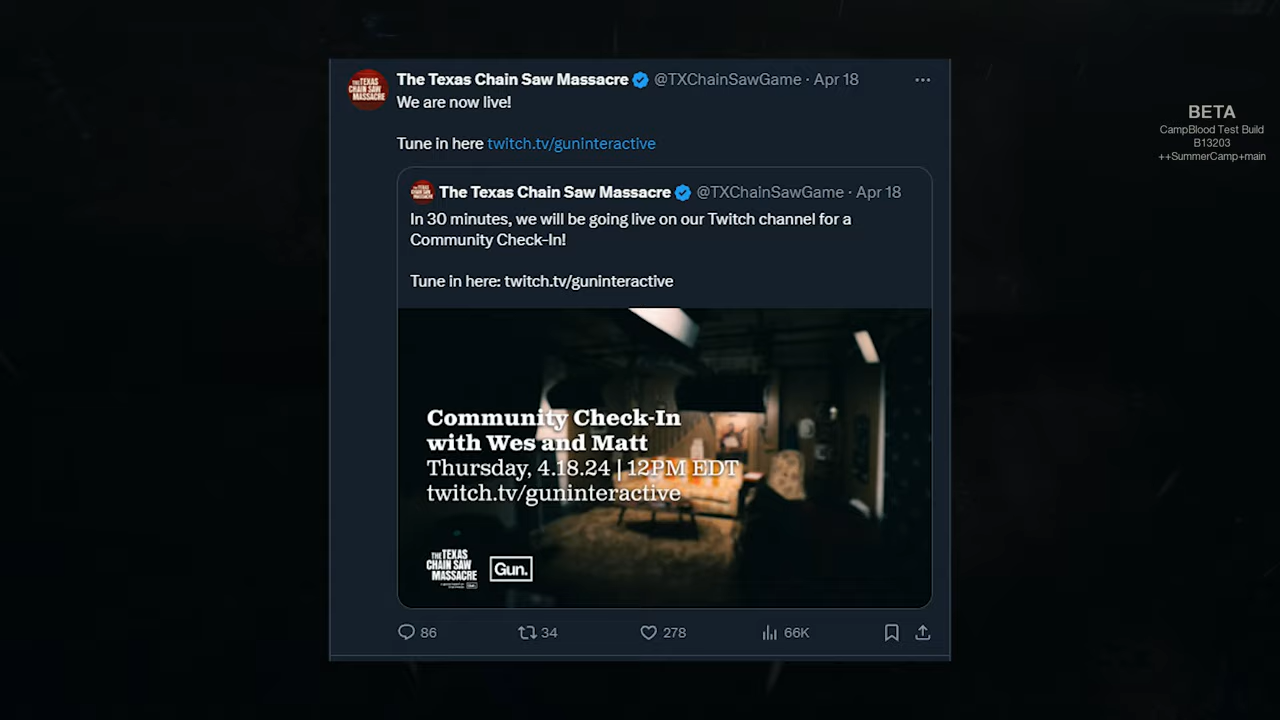 The Texas Chain Saw Massacre @TXChainSawGame · Apr 18
We are now live!
Tune in here twitch.tv/guninteractive
The Texas Chain Saw Massacre @TXChainSawGame · Apr 18
In 30 minutes, we will be going live on our Twitch channel for a
Community Check-In!
Tune in here: twitch.tv/guninteractive
Community Check-In
with Wes and Matt
Thursday, 4.18.24 | 12PM EDT
twitch.tv/guninteractive
THE TEXAS
CHAIN SAW
MASSACRE
Gun.
86 34 278 66K
BETA
CampBlood Test Build
B13203
++SummerCamp+main